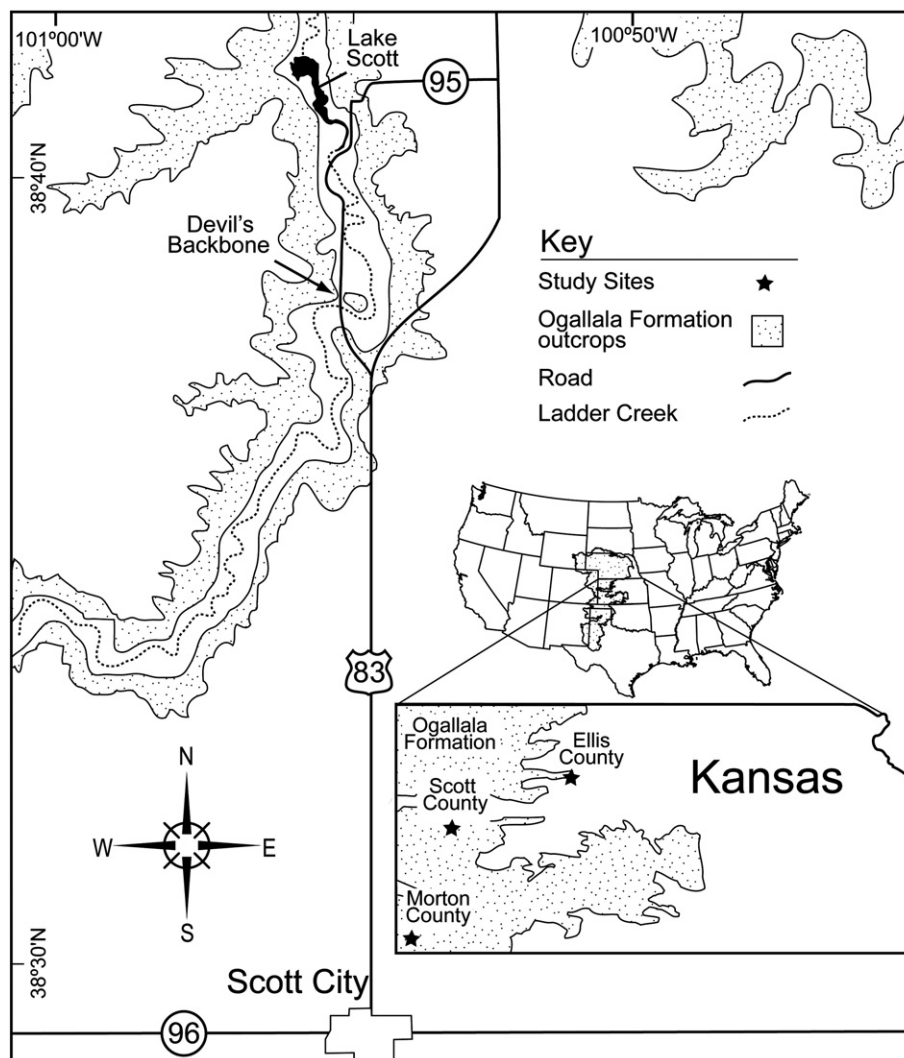 101°00'W
Lake
Scott
100°50'W
95
38°40'N
Devil's
Backbone
Key
Study Sites
Ogallala Formation
outcrops
Road
Ladder Creek
83
Ogallala
Formation
Ellis
County
Scott
County
Kansas
Morton
County
N
W
E
S
38°30'N
Scott City
96